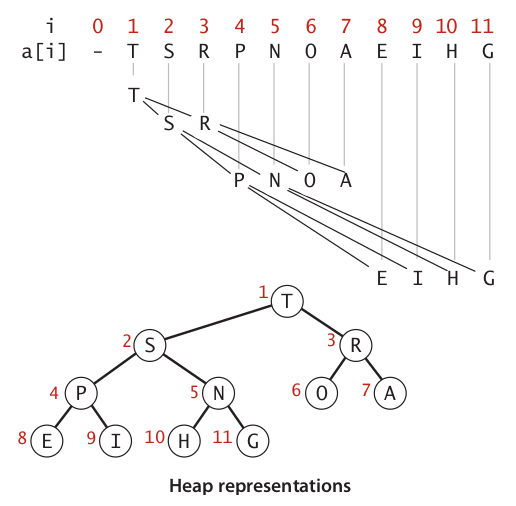 i 0 1 2 3 4 5 6 7 8 9 10 11
a[i] - T S R P N O A E I H G
T
S R
P N O A
E I H G
1 T
2 S 3 R
4 P 5 N 6 O 7 A
8 E 9 I 10 H 11 G
Heap representations